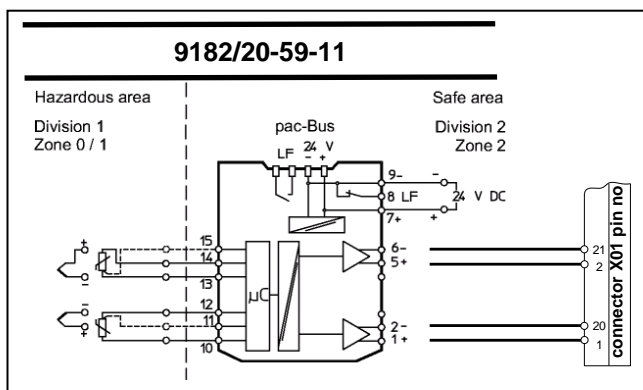 9182/20-59-11
Hazardous area
Safe area
Division 1
Zone 0 / 1
pac-Bus
Division 2
Zone 2
LF 24 V
- +
9-
-
8 LF
24 V DC
7+
+
+
15
14
-
13
6-
5+
21
2
µC
-
12
11
+
10
2-
1+
20
1
connector X01 pin no